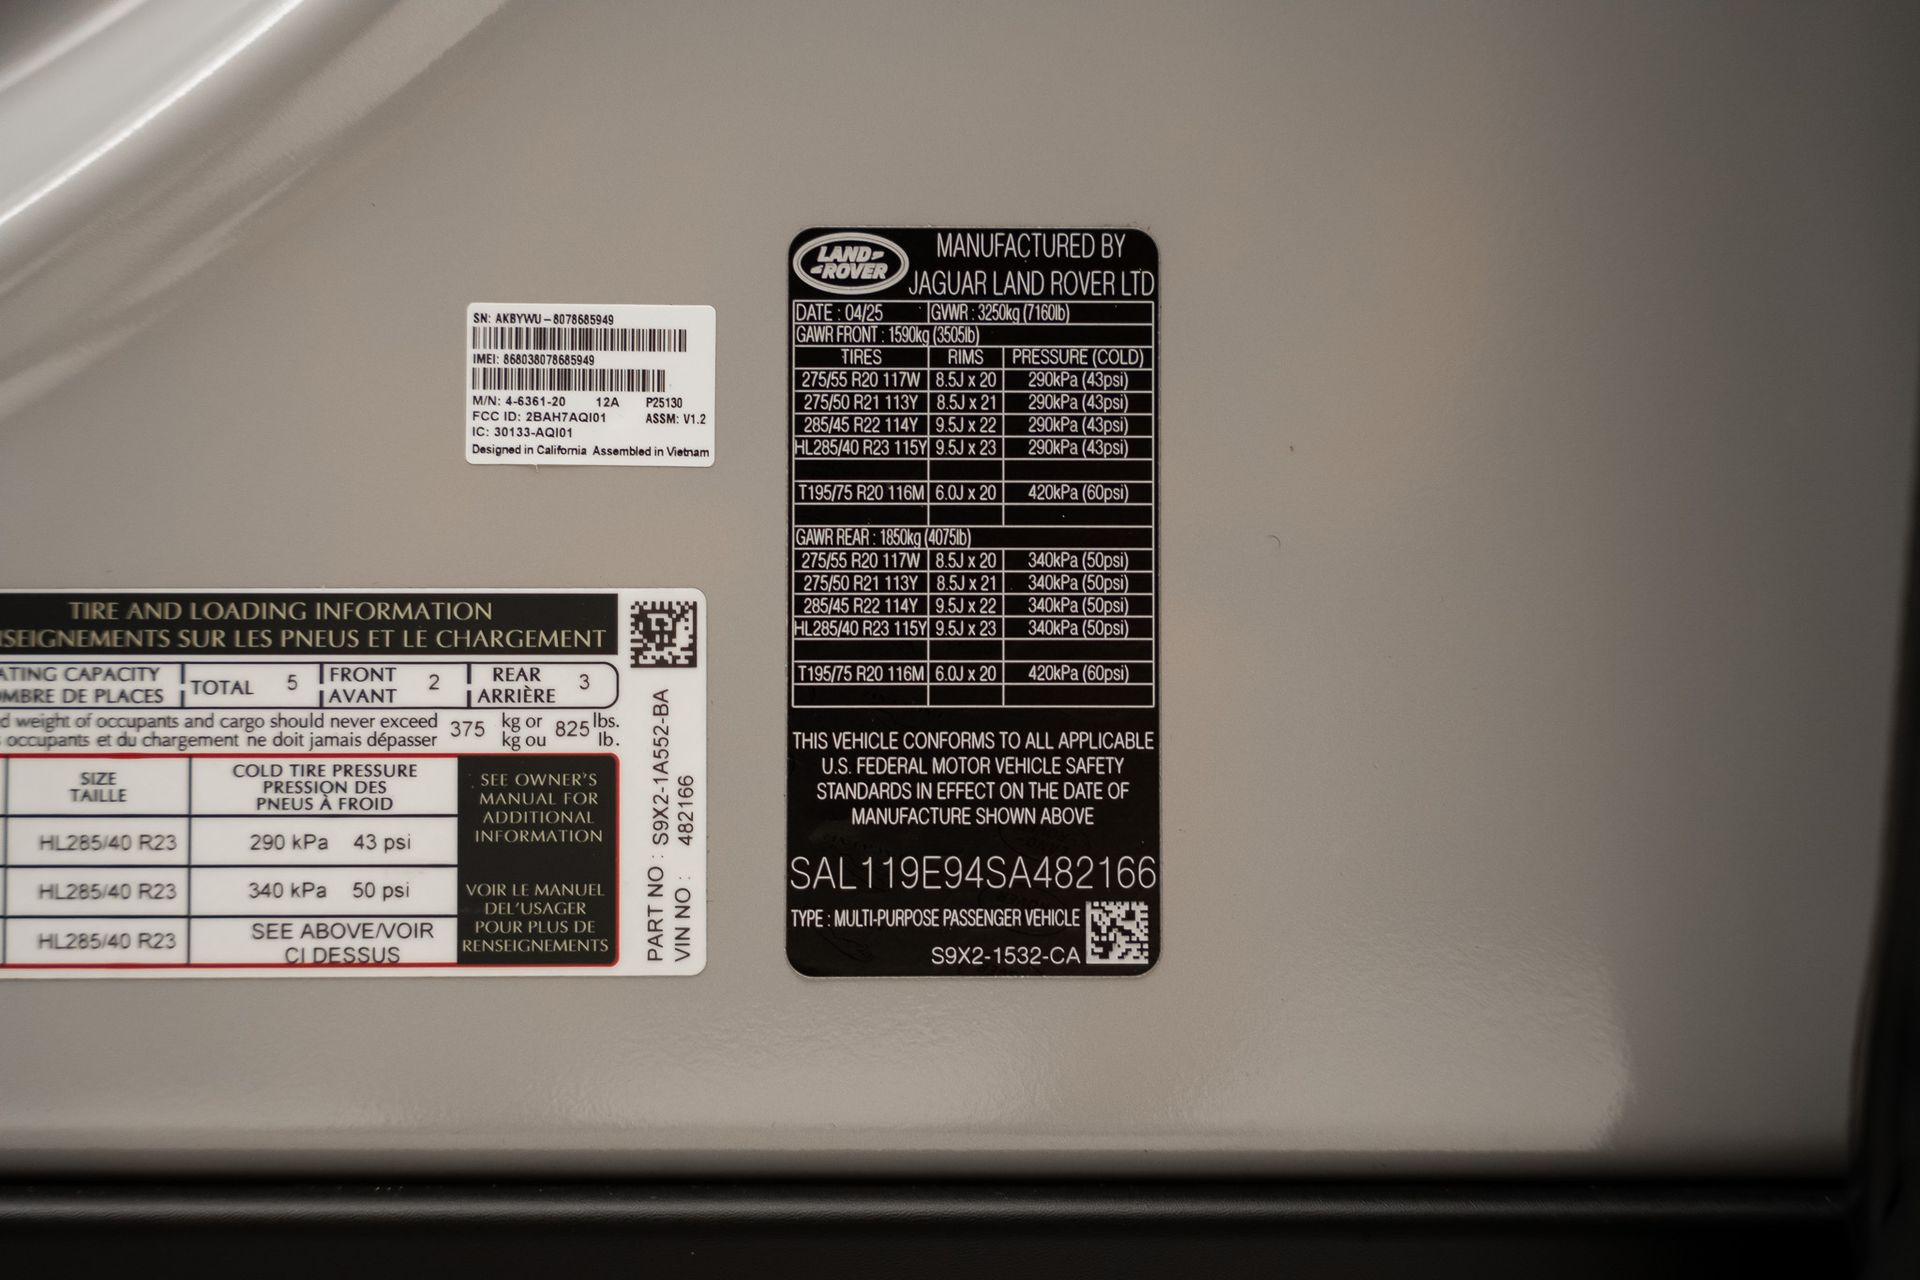 SN: AKBYWU-8078685949
IMEI: 868038078685949
M/N: 4-6361-20 12A P25130
FCC ID: 2BAH7AQI01 ASSM: V1.2
IC: 30133-AQI01
Designed in California Assembled in Vietnam
LAND-
-ROVER
MANUFACTURED BY
JAGUAR LAND ROVER LTD
DATE : 04/25 GVWR : 3250kg (7160lb)
GAWR FRONT : 1590kg (3505lb)
TIRES RIMS PRESSURE (COLD)
275/55 R20 117W 8.5J x 20 290kPa (43psi)
275/50 R21 113Y 8.5J x 21 290kPa (43psi)
285/45 R22 114Y 9.5J x 22 290kPa (43psi)
HL285/40 R23 115Y 9.5J x 23 290kPa (43psi)
T195/75 R20 116M 6.0J x 20 420kPa (60psi)
GAWR REAR : 1850kg (4075lb)
275/55 R20 117W 8.5J x 20 340kPa (50psi)
275/50 R21 113Y 8.5J x 21 340kPa (50psi)
285/45 R22 114Y 9.5J x 22 340kPa (50psi)
HL285/40 R23 115Y 9.5J x 23 340kPa (50psi)
T195/75 R20 116M 6.0J x 20 420kPa (60psi)
THIS VEHICLE CONFORMS TO ALL APPLICABLE
U.S. FEDERAL MOTOR VEHICLE SAFETY
STANDARDS IN EFFECT ON THE DATE OF
MANUFACTURE SHOWN ABOVE
SAL119E94SA482166
TYPE : MULTI-PURPOSE PASSENGER VEHICLE
S9X2-1532-CA
TIRE AND LOADING INFORMATION
SEIGNEMENTS SUR LES PNEUS ET LE CHARGEMENT
ATING CAPACITY TOTAL 5 FRONT 2 REAR 3
OMBRE DE PLACES AVANT ARRIÈRE
d weight of occupants and cargo should never exceed 375 kg or 825 lbs.
occupants et du chargement ne doit jamais dépasser kg ou lb.
SIZE
TAILLE
COLD TIRE PRESSURE
PRESSION DES
PNEUS À FROID
HL285/40 R23 290 kPa 43 psi
HL285/40 R23 340 kPa 50 psi
HL285/40 R23 SEE ABOVE/VOIR
CI DESSUS
SEE OWNER'S
MANUAL FOR
ADDITIONAL
INFORMATION
VOIR LE MANUEL
DEL'USAGER
POUR PLUS DE
RENSEIGNEMENTS
PART NO : S9X2-1A552-BA
VIN NO : 482166